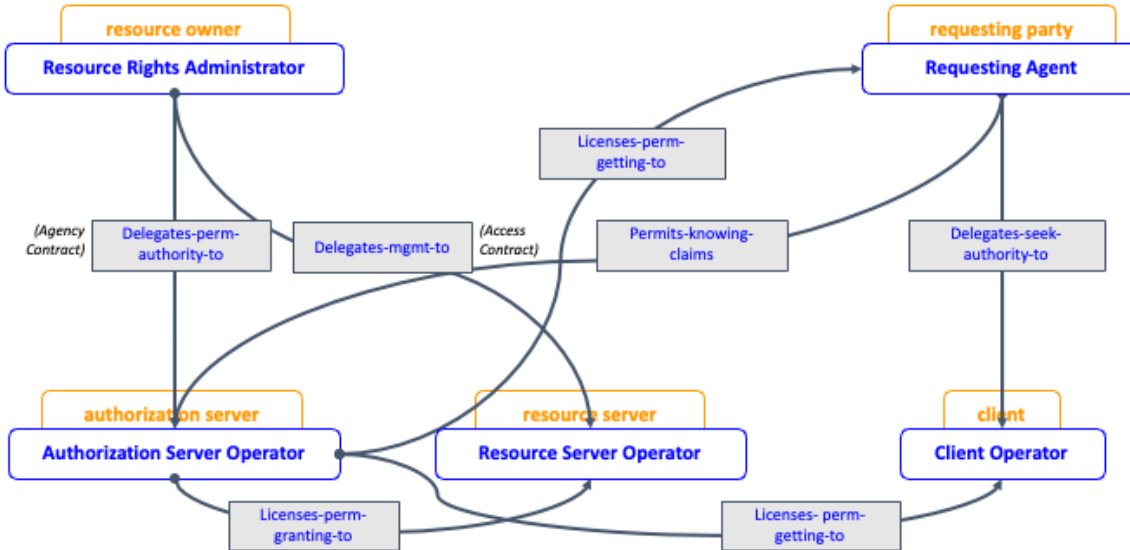 resource owner
requesting party
Resource Rights Administrator
Requesting Agent
Licenses-perm-
getting-to
(Agency
Contract)
Delegates-perm-
authority-to
Delegates-mgmt-to
(Access
Contract)
Permits-knowing-
claims
Delegates-seek-
authority-to
authorization server
resource server
client
Authorization Server Operator
Resource Server Operator
Client Operator
Licenses-perm-
granting-to
Licenses- perm-
getting-to